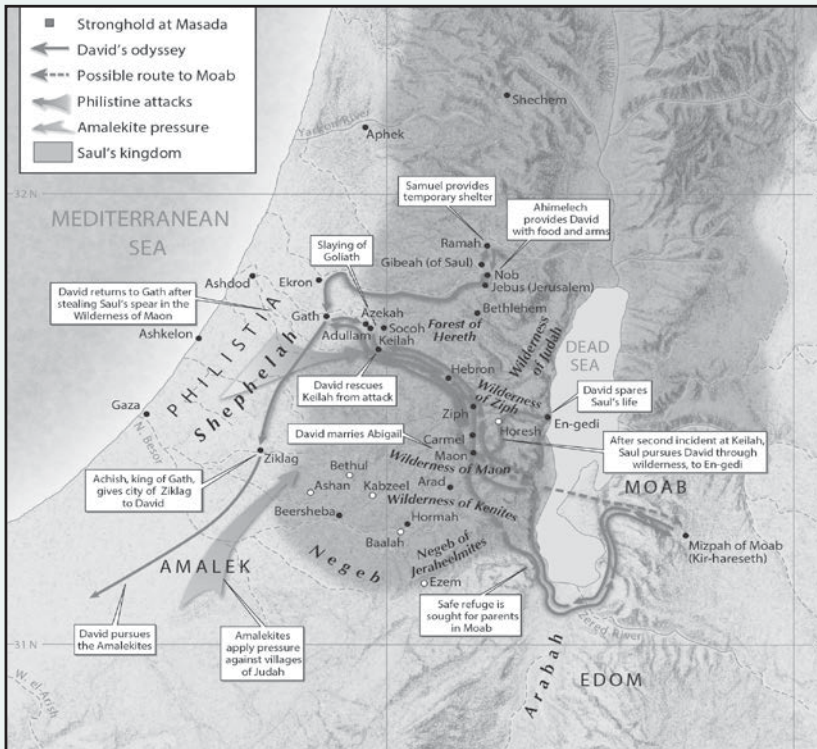 Stronghold at Masada
David's odyssey
Possible route to Moab
Philistine attacks
Amalekite pressure
Saul's kingdom
Shechem
Yarkon River
Aphek
32 N
MEDITERRANEAN
SEA
Samuel provides
temporary shelter
Ahimelech
provides David
with food and arms
Ramah
Slaying of
Goliath
Gibeah (of Saul)
Nob
Jebus (Jerusalem)
David returns to Gath after
stealing Saul's spear in the
Wilderness of Maon
Ashdod
Ekron
Gath
Azekah
Bethlehem
Adullam
Socoh
Keilah
Forest of
Hereth
Wilderness
of Judah
Ashkelon
PHILISTIA
Shephelah
DEAD
SEA
Hebron
David rescues
Keilah from attack
Wilderness
of Ziph
David spares
Saul's life
Gaza
Ziph
Horesh
En-gedi
N. Besor
David marries Abigail
Carmel
Maon
After second incident at Keilah,
Saul pursues David through
wilderness, to En-gedi
Ziklag
Wilderness of Maon
Achish, king of Gath,
gives city of Ziklag
to David
Bethul
Ashan
Kabzeel
Arad
MOAB
Wilderness of Kenites
Beersheba
Hormah
Baalah
Mizpah of Moab
(Kir-hareseth)
Negeb
Negeb of
Jerahmeelites
AMALEK
Ezem
Safe refuge is
sought for parents
in Moab
Zered River
David pursues
the Amalekites
Amalekites
apply pressure
against villages
of Judah
31 N
Arabah
EDOM
W. el-Arish